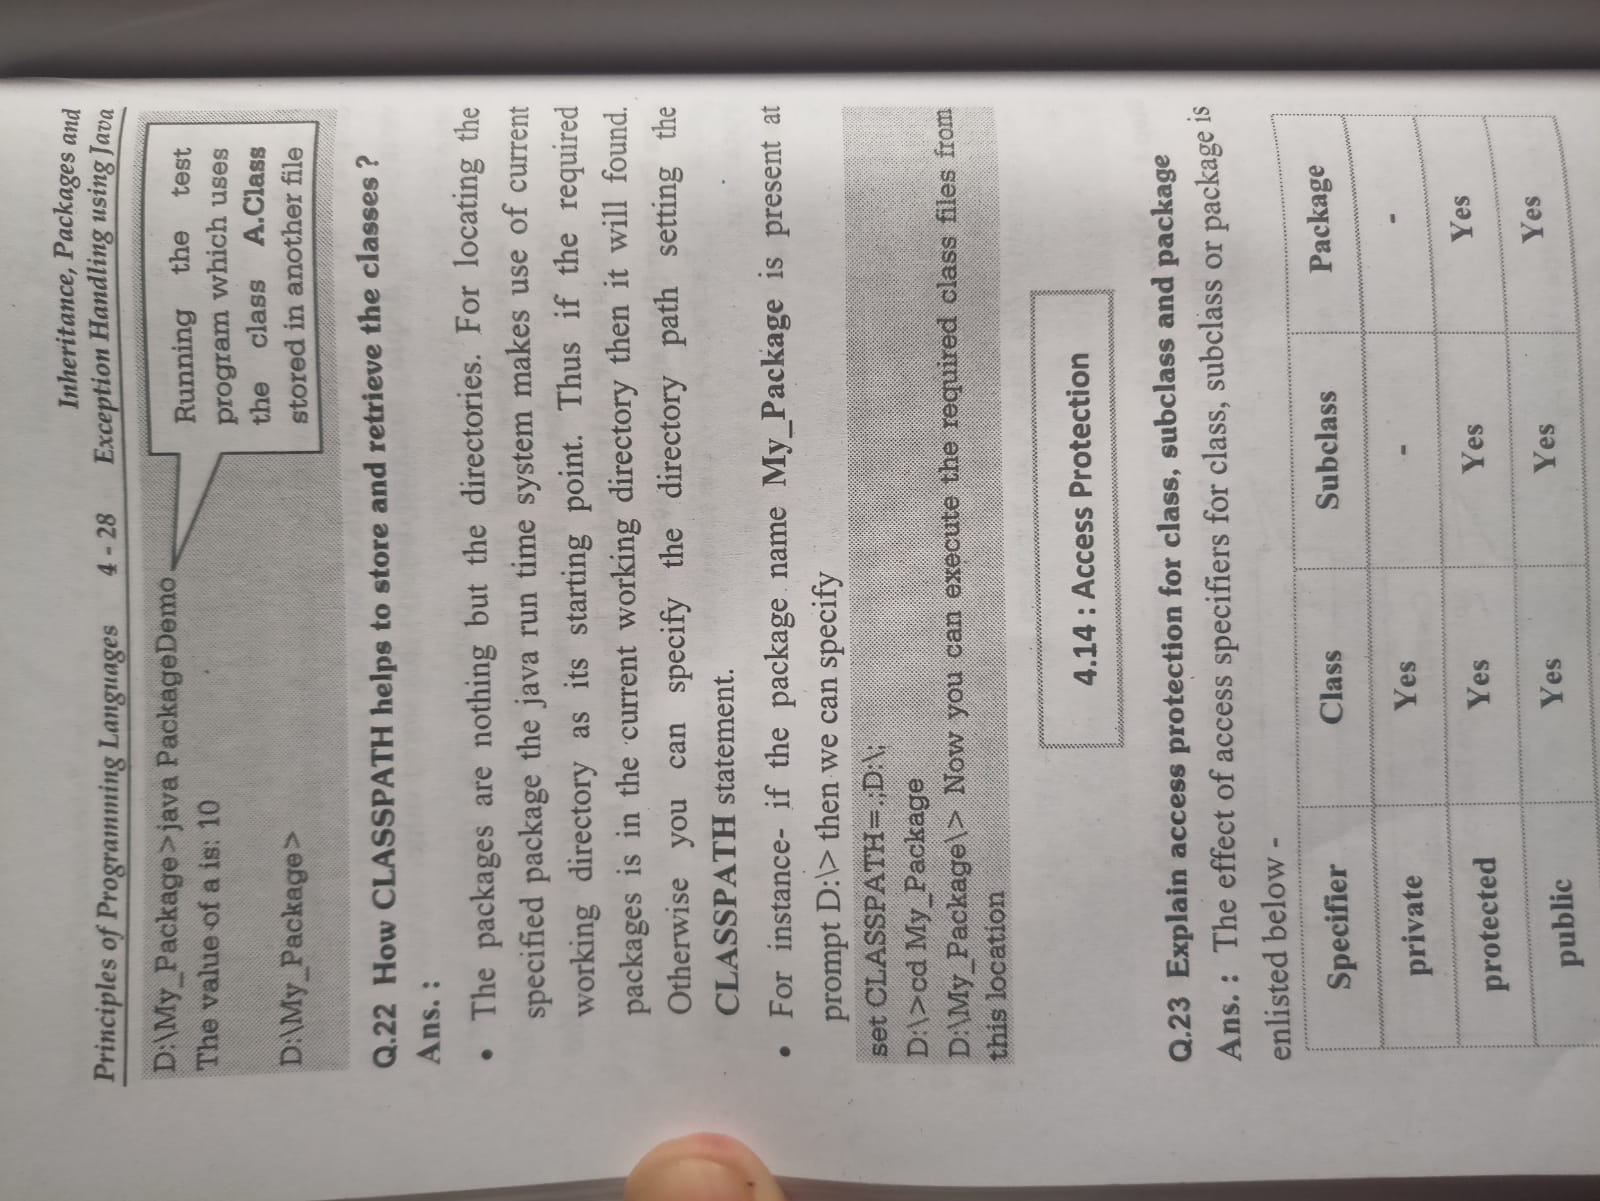 Inheritance, Packages and
Principles of Programming Languages 4 - 28 Exception Handling using Java
D:\My_Package>java PackageDemo
The value of a is: 10
D:\My_Package>
Running the test
program which uses
the class A.Class
stored in another file
Q.22 How CLASSPATH helps to store and retrieve the classes ?
Ans. :
• The packages are nothing but the directories. For locating the
specified package the java run time system makes use of current
working directory as its starting point. Thus if the required
packages is in the current working directory then it will found.
Otherwise you can specify the directory path setting the
CLASSPATH statement.
• For instance- if the package name My_Package is present at
prompt D:\> then we can specify
set CLASSPATH=.;D:\;
D:\>cd My_Package
D:\My_Package\> Now you can execute the required class files from
this location
4.14 : Access Protection
Q.23 Explain access protection for class, subclass and package
Ans. : The effect of access specifiers for class, subclass or package is
enlisted below -
Specifier Class Subclass Package
private Yes - -
protected Yes Yes Yes
public Yes Yes Yes